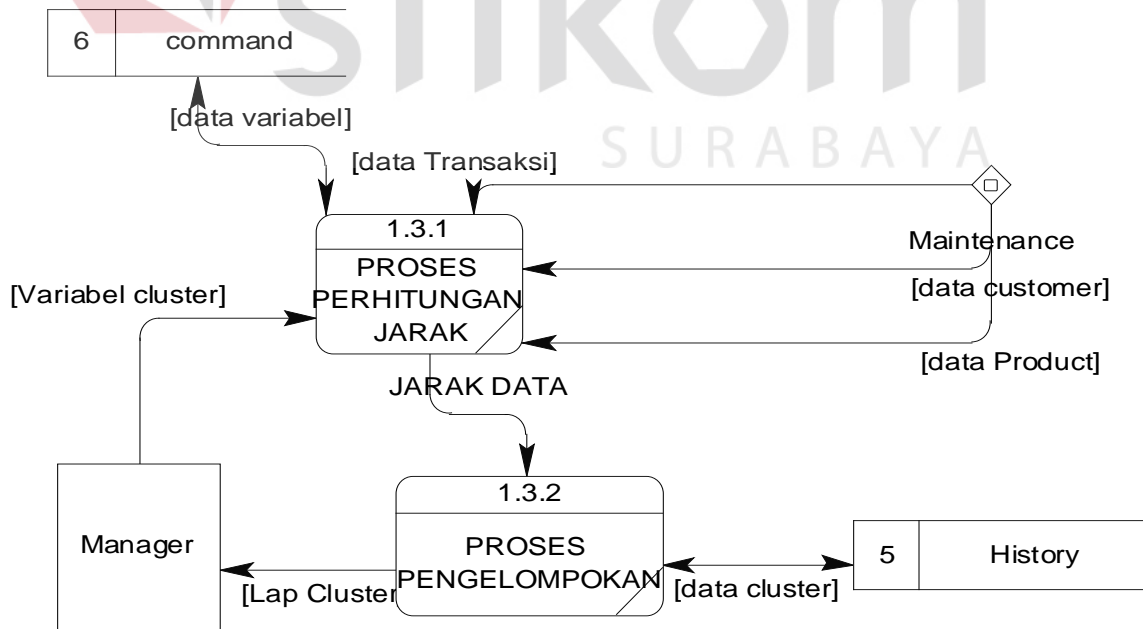 stikom
SURABAYA
6
command
[data variabel]
[data Transaksi]
1.3.1
PROSES
PERHITUNGAN
JARAK
Maintenance
[data customer]
[data Product]
[Variabel cluster]
JARAK DATA
1.3.2
PROSES
PENGELOMPOKAN
Manager
[Lap Cluster
[data cluster]
5
History